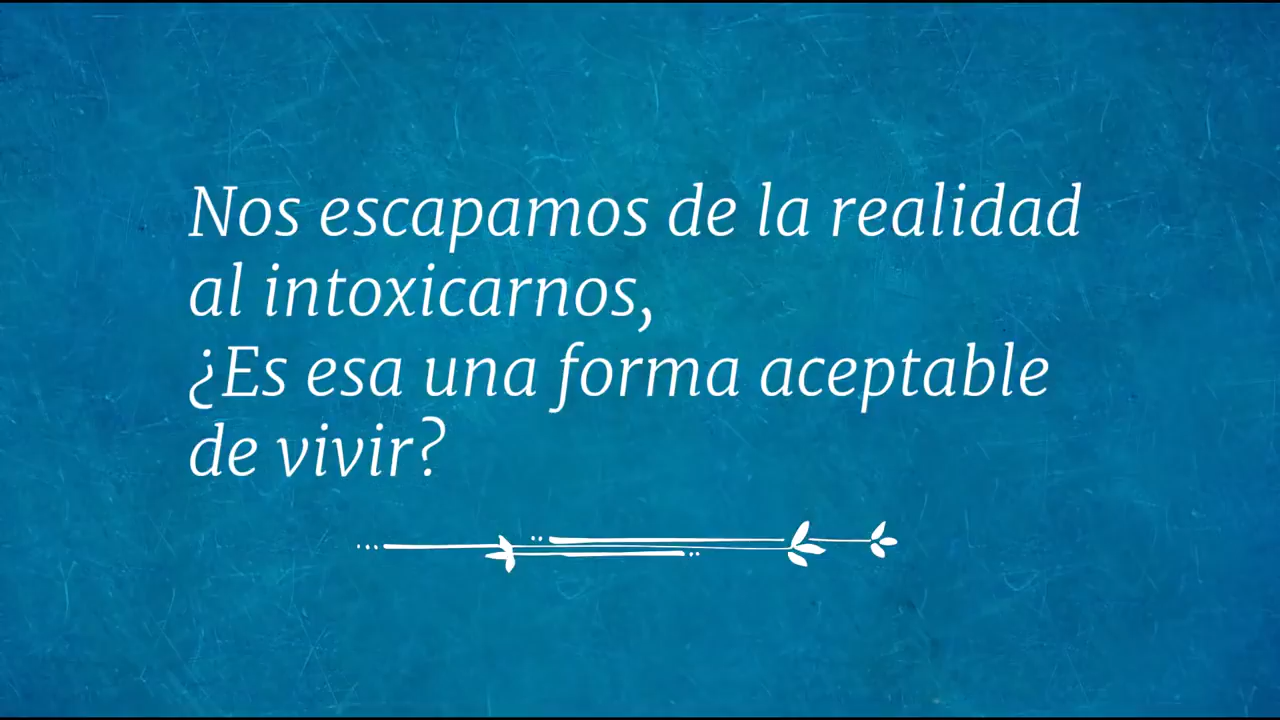 Nos escapamos de la realidad
al intoxicarnos,
¿Es esa una forma aceptable
de vivir?